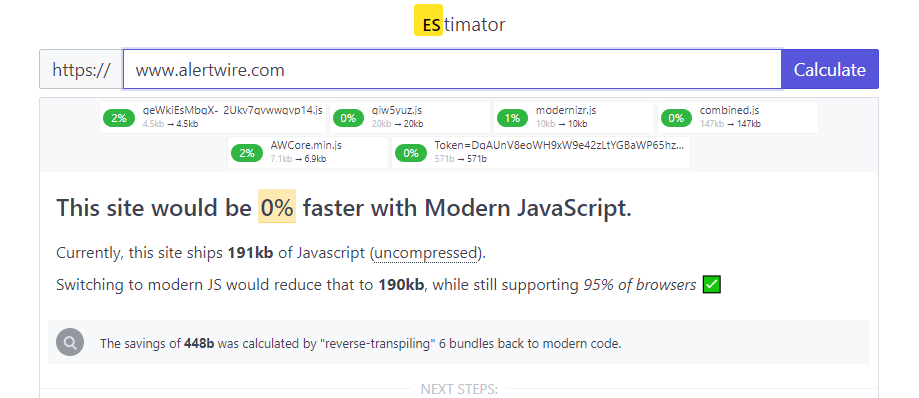 EStimator
https:// www.alertwire.com Calculate
2% qeWkiEsMbqX-_2Ukv7qvwwqvp14.js 4.5kb → 4.5kb
0% qiw5yuz.js 20kb → 20kb
1% modernizr.js 10kb → 10kb
0% combined.js 147kb → 147kb
2% AWCore.min.js 7.1kb → 6.9kb
0% Token=DqAUnV8eoWH9xW9e42zLtYGBaWP65hz... 571b → 571b
This site would be 0% faster with Modern JavaScript.
Currently, this site ships 191kb of Javascript (uncompressed).
Switching to modern JS would reduce that to 190kb, while still supporting 95% of browsers ✅
The savings of 448b was calculated by "reverse-transpiling" 6 bundles back to modern code.
NEXT STEPS: